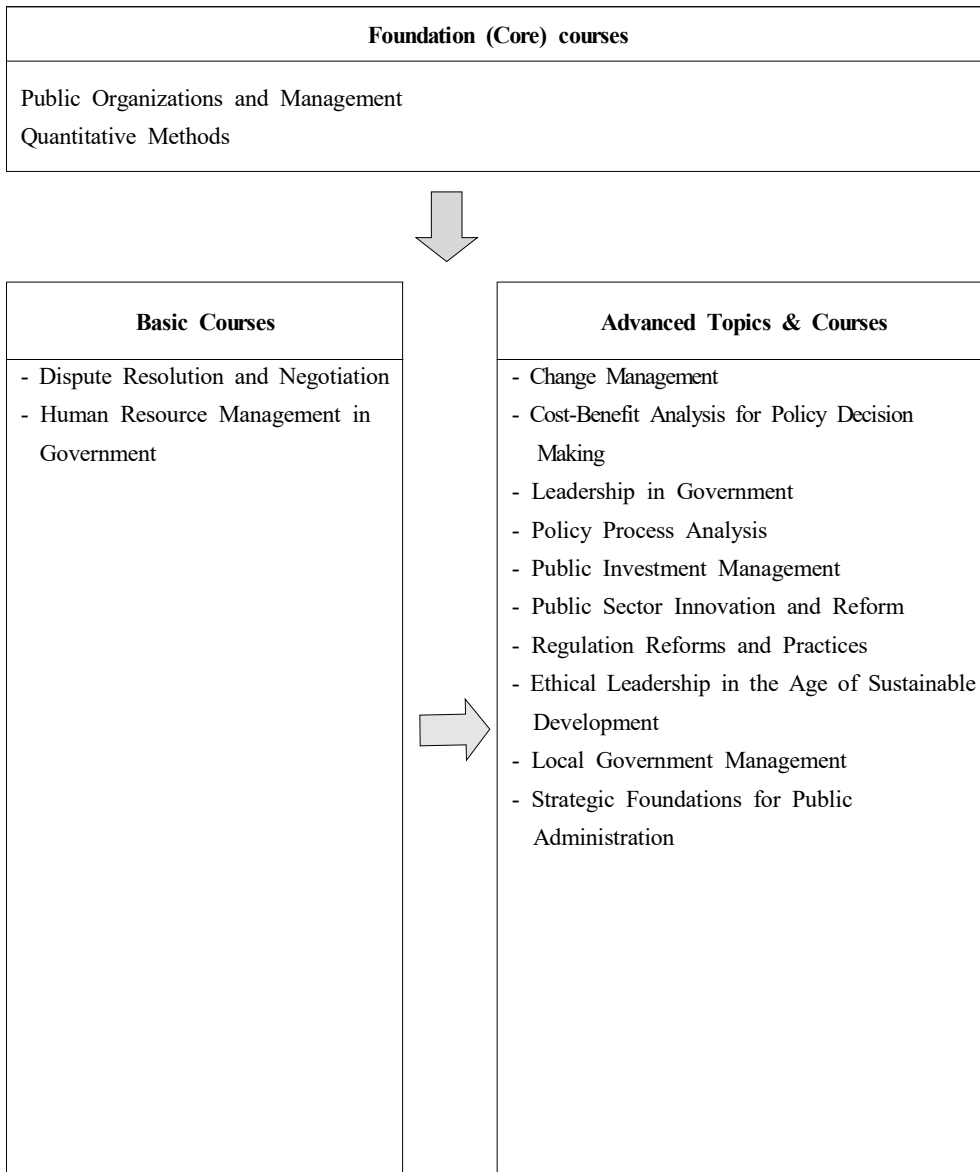 Foundation (Core) courses
Public Organizations and Management
Quantitative Methods
Basic Courses
- Dispute Resolution and Negotiation
- Human Resource Management in
Government
Advanced Topics & Courses
- Change Management
- Cost-Benefit Analysis for Policy Decision
Making
- Leadership in Government
- Policy Process Analysis
- Public Investment Management
- Public Sector Innovation and Reform
- Regulation Reforms and Practices
- Ethical Leadership in the Age of Sustainable
Development
- Local Government Management
- Strategic Foundations for Public
Administration